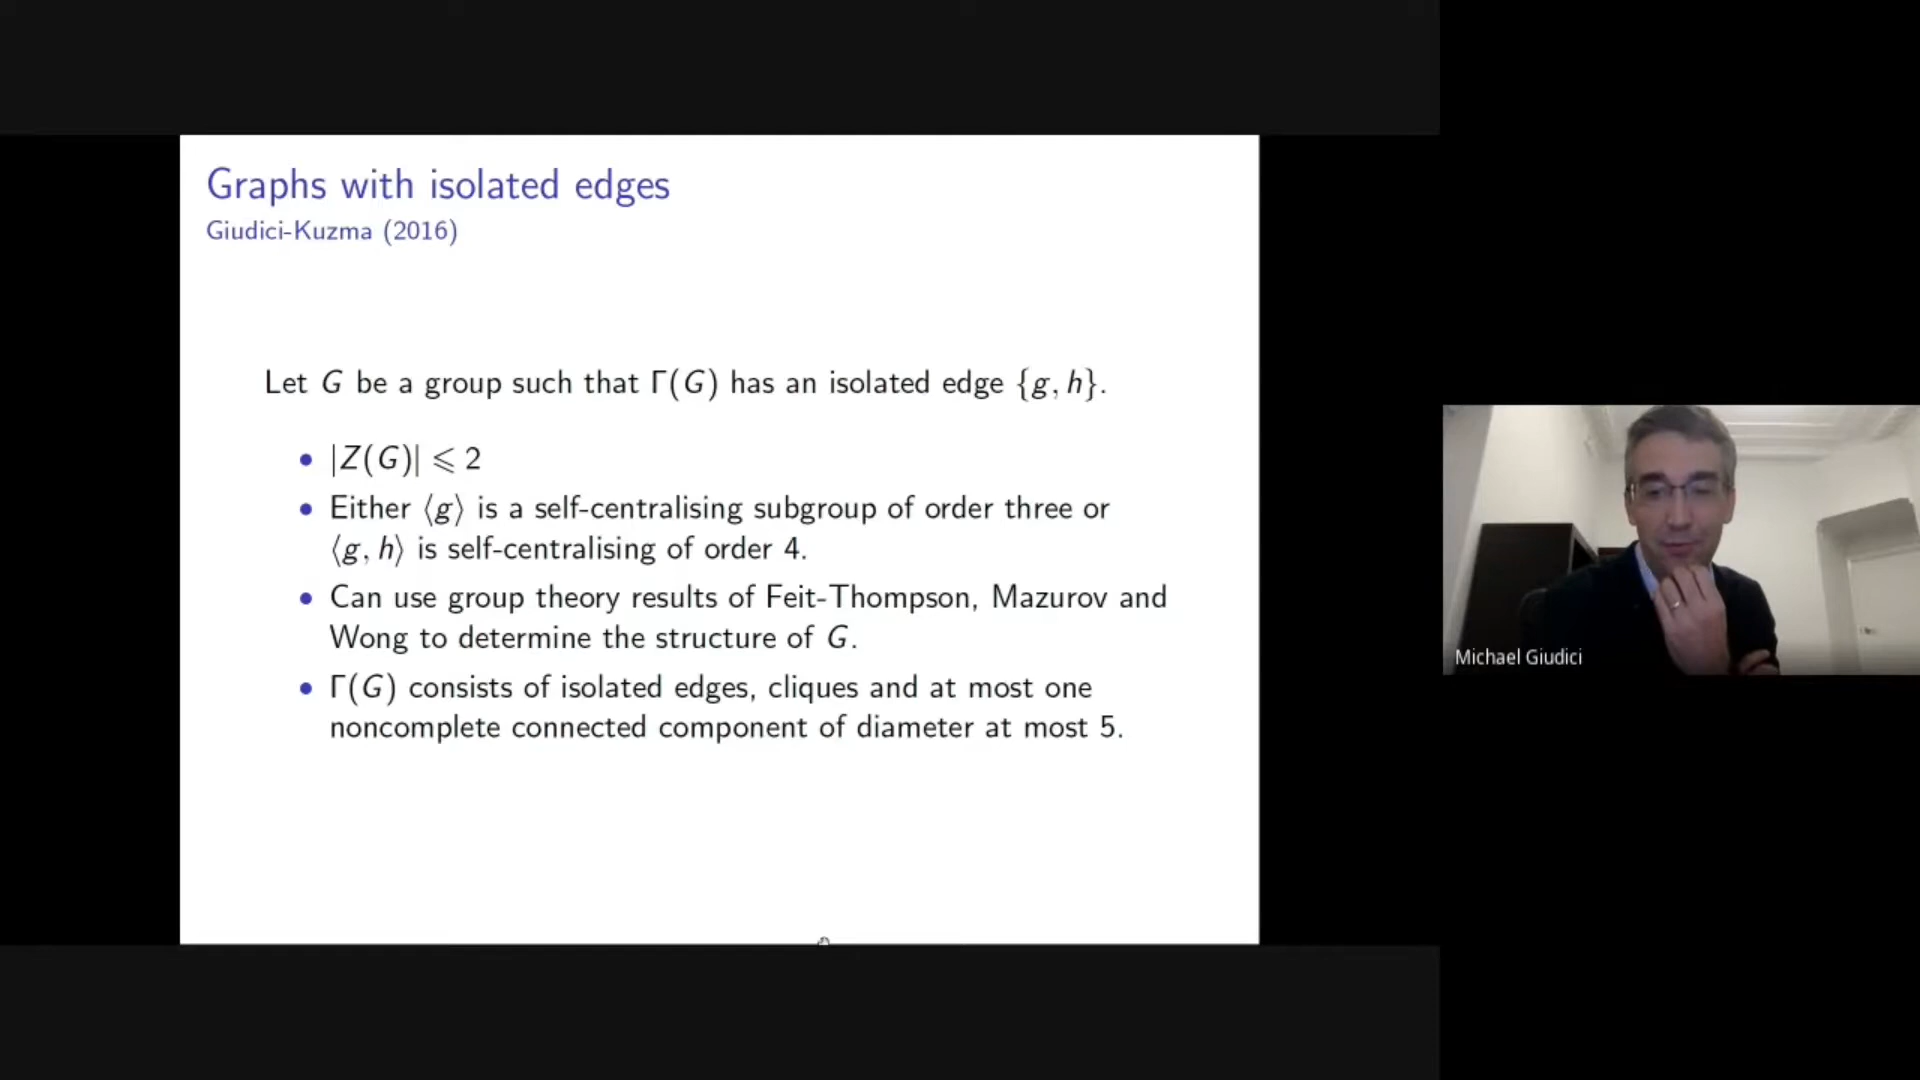 Graphs with isolated edges
Giudici-Kuzma (2016)
Let G be a group such that Γ(G) has an isolated edge {g, h}.
• |Z(G)| ⩽ 2
• Either ⟨g⟩ is a self-centralising subgroup of order three or
⟨g, h⟩ is self-centralising of order 4.
• Can use group theory results of Feit-Thompson, Mazurov and
Wong to determine the structure of G.
• Γ(G) consists of isolated edges, cliques and at most one
noncomplete connected component of diameter at most 5.
Michael Giudici